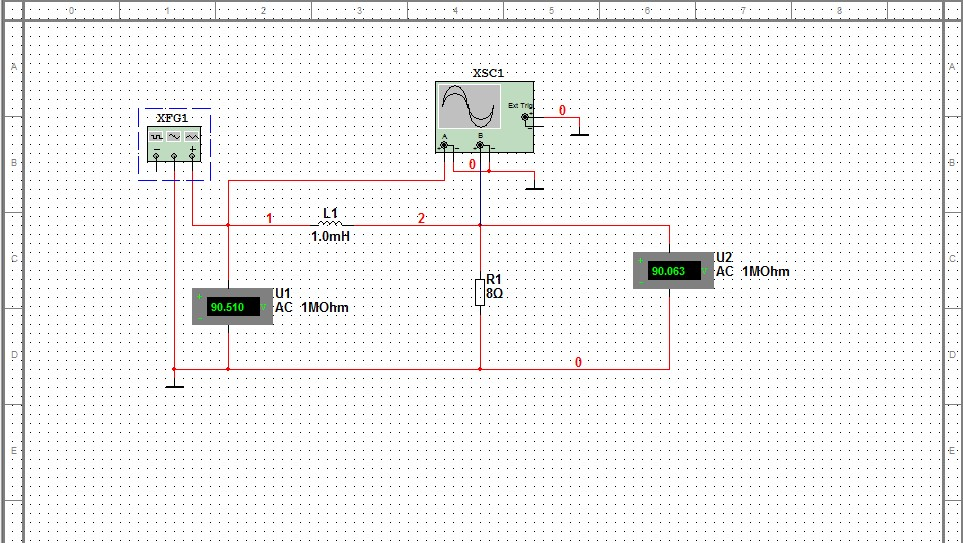 0 1 2 3 4 5 6 7 8
XSC1
A A
Ext Trig
0
XFG1
A B
B B
0
L1
1 2
1.0mH
C C
U2
90.063 V
AC 1MOhm
R1
8Ω
U1
90.510 V
AC 1MOhm
D D
0
E E